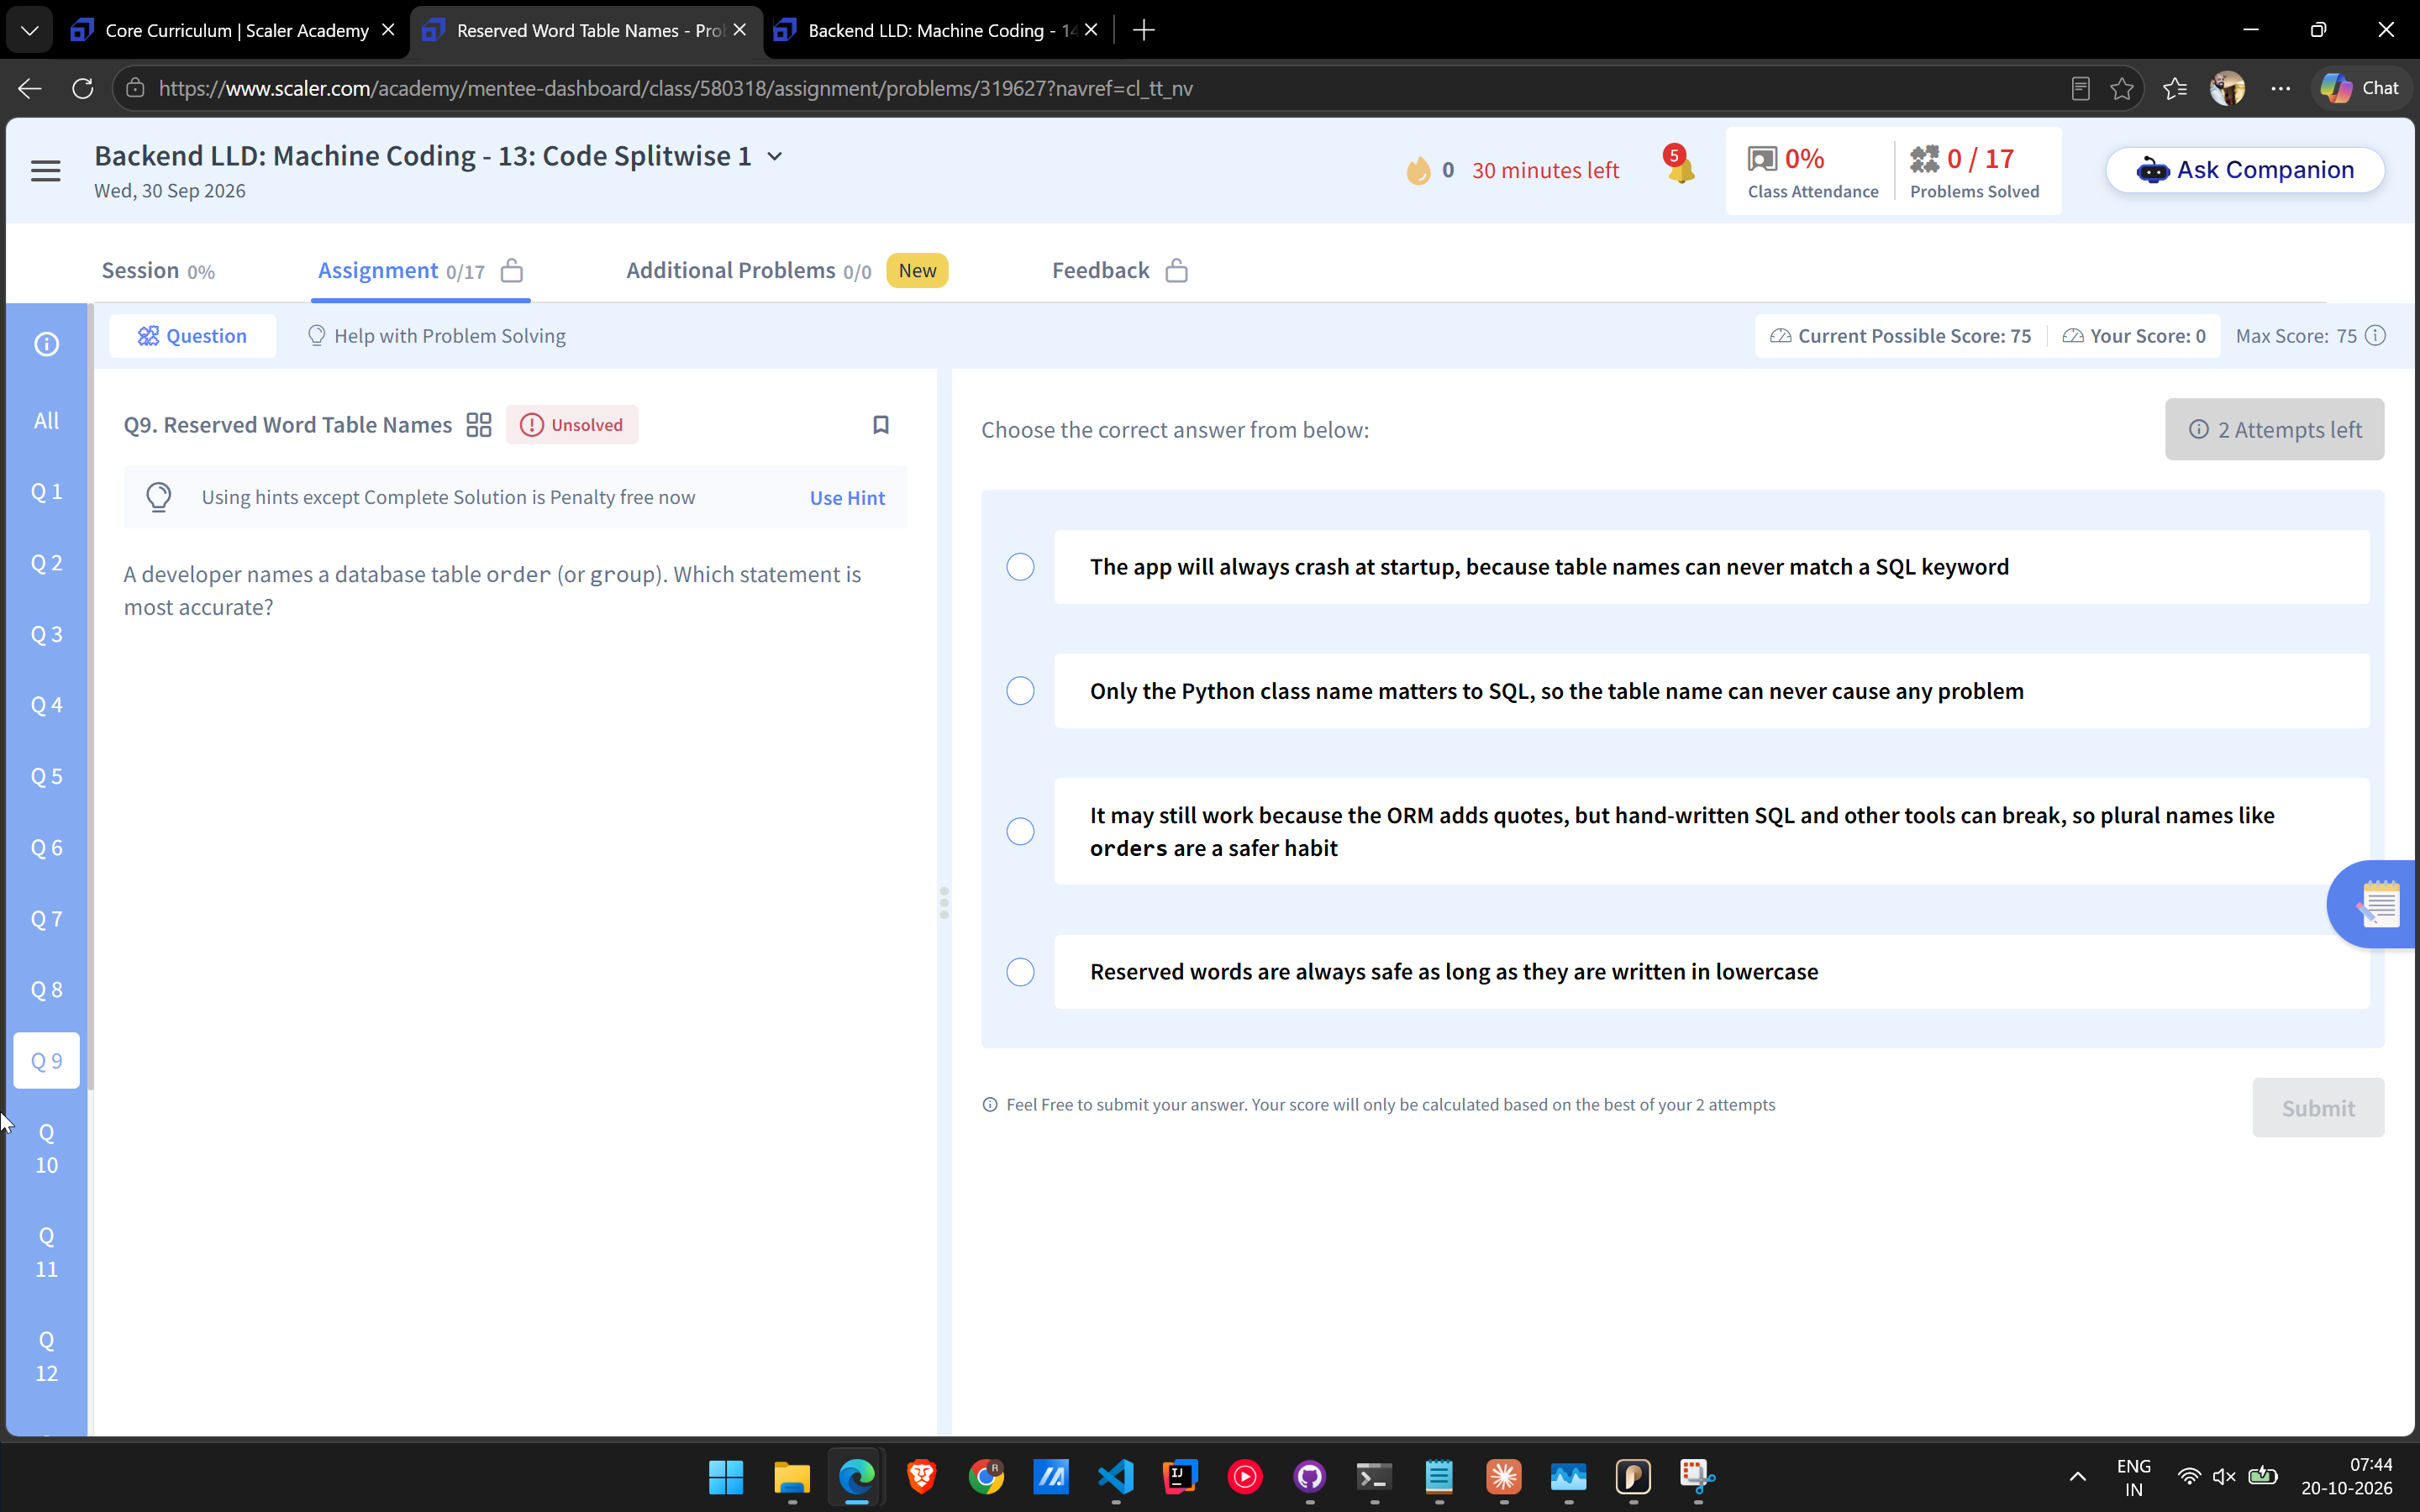 Core Curriculum | Scaler Academy
Reserved Word Table Names - Pro
Backend LLD: Machine Coding - 14
https://www.scaler.com/academy/mentee-dashboard/class/580318/assignment/problems/319627?navref=cl_tt_nv
Chat
Backend LLD: Machine Coding - 13: Code Splitwise 1
Wed, 30 Sep 2026
0
30 minutes left
5
0%
Class Attendance
0 / 17
Problems Solved
Ask Companion
Session 0%
Assignment 0/17
Additional Problems 0/0
New
Feedback
Question
Help with Problem Solving
Current Possible Score: 75
Your Score: 0
Max Score: 75
All
Q 1
Q 2
Q 3
Q 4
Q 5
Q 6
Q 7
Q 8
Q 9
Q
10
Q
11
Q
12
Q9. Reserved Word Table Names
Unsolved
Using hints except Complete Solution is Penalty free now
Use Hint
A developer names a database table order (or group). Which statement is
most accurate?
Choose the correct answer from below:
2 Attempts left
The app will always crash at startup, because table names can never match a SQL keyword
Only the Python class name matters to SQL, so the table name can never cause any problem
It may still work because the ORM adds quotes, but hand-written SQL and other tools can break, so plural names like
orders are a safer habit
Reserved words are always safe as long as they are written in lowercase
Feel Free to submit your answer. Your score will only be calculated based on the best of your 2 attempts
Submit
R
IJ
ENG
IN
07:44
20-10-2026